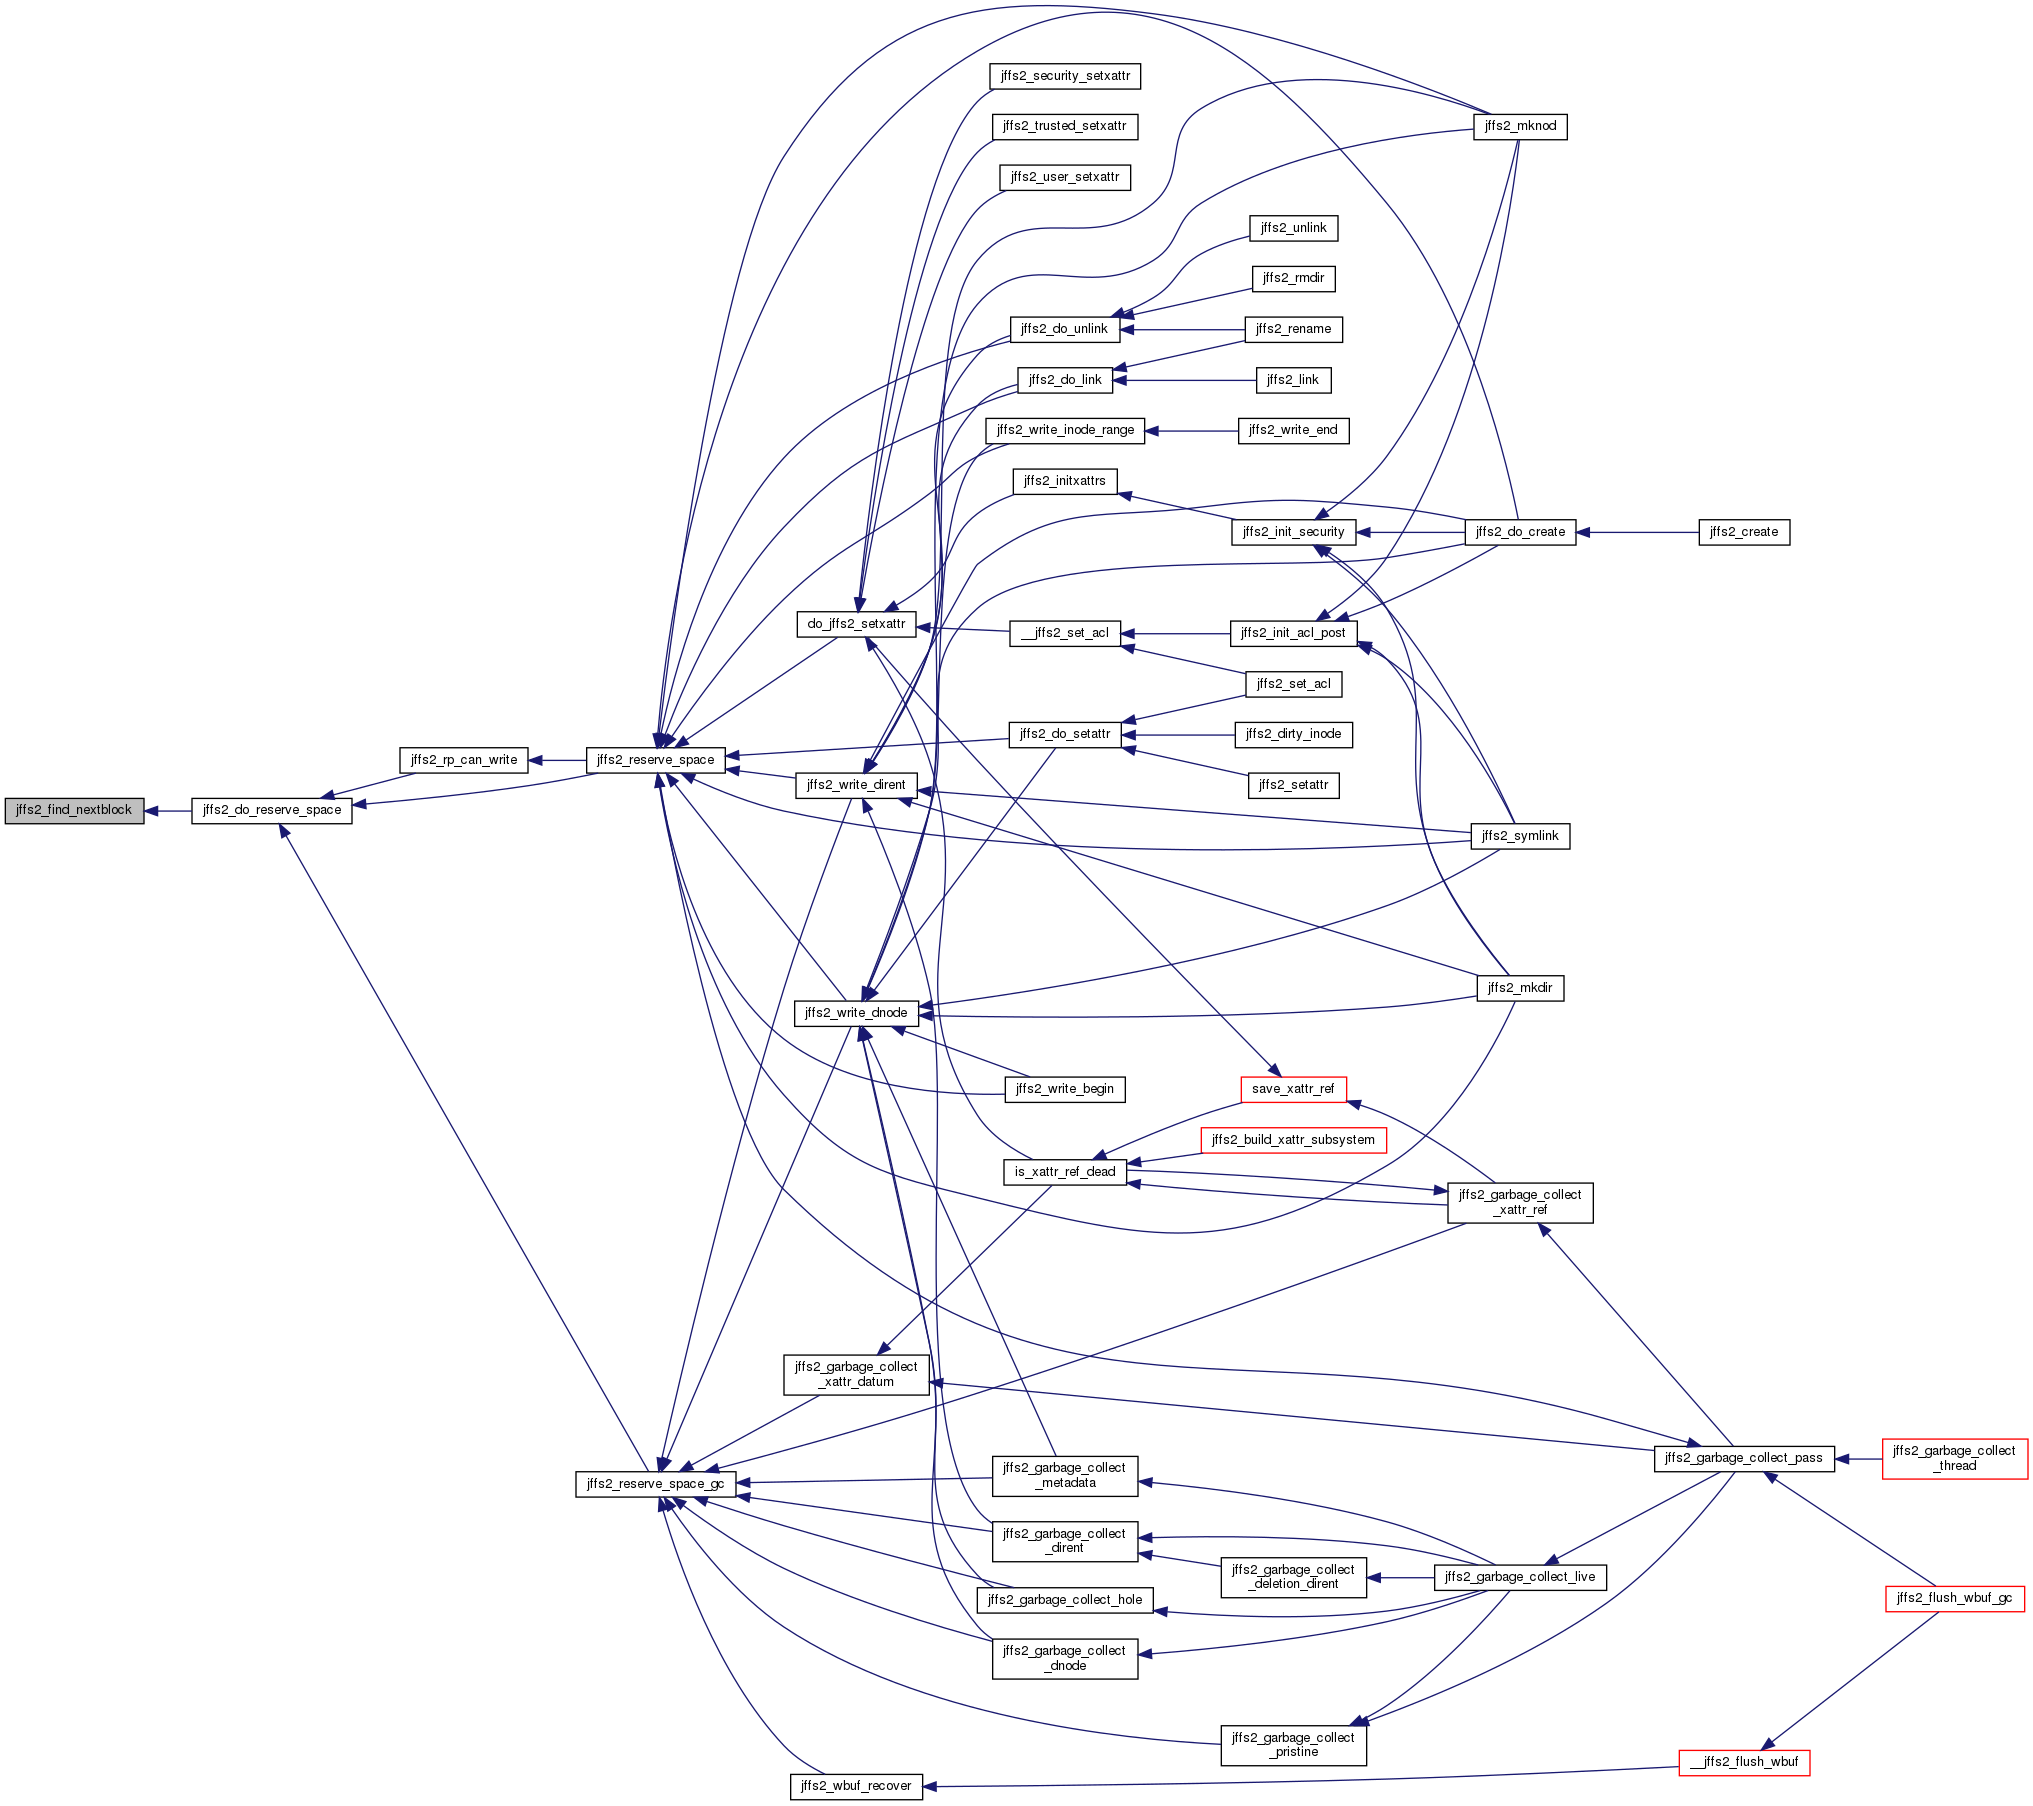 jffs2_security_setxattr
jffs2_trusted_setxattr
jffs2_mknod
jffs2_user_setxattr
jffs2_unlink
jffs2_rmdir
jffs2_do_unlink
jffs2_rename
jffs2_do_link
jffs2_link
jffs2_write_inode_range
jffs2_write_end
jffs2_initxattrs
jffs2_init_security
jffs2_do_create
jffs2_create
do_jffs2_setxattr
__jffs2_set_acl
jffs2_init_acl_post
jffs2_set_acl
jffs2_do_setattr
jffs2_dirty_inode
jffs2_rp_can_write
jffs2_reserve_space
jffs2_write_dirent
jffs2_setattr
jffs2_find_nextblock
jffs2_do_reserve_space
jffs2_symlink
jffs2_mkdir
jffs2_write_dnode
jffs2_write_begin
save_xattr_ref
jffs2_build_xattr_subsystem
is_xattr_ref_dead
jffs2_garbage_collect
_xattr_ref
jffs2_garbage_collect
_xattr_datum
jffs2_garbage_collect_pass
jffs2_garbage_collect
_thread
jffs2_reserve_space_gc
jffs2_garbage_collect
_metadata
jffs2_garbage_collect
_dirent
jffs2_garbage_collect
_deletion_dirent
jffs2_garbage_collect_live
jffs2_garbage_collect_hole
jffs2_flush_wbuf_gc
jffs2_garbage_collect
_dnode
jffs2_garbage_collect
_pristine
__jffs2_flush_wbuf
jffs2_wbuf_recover